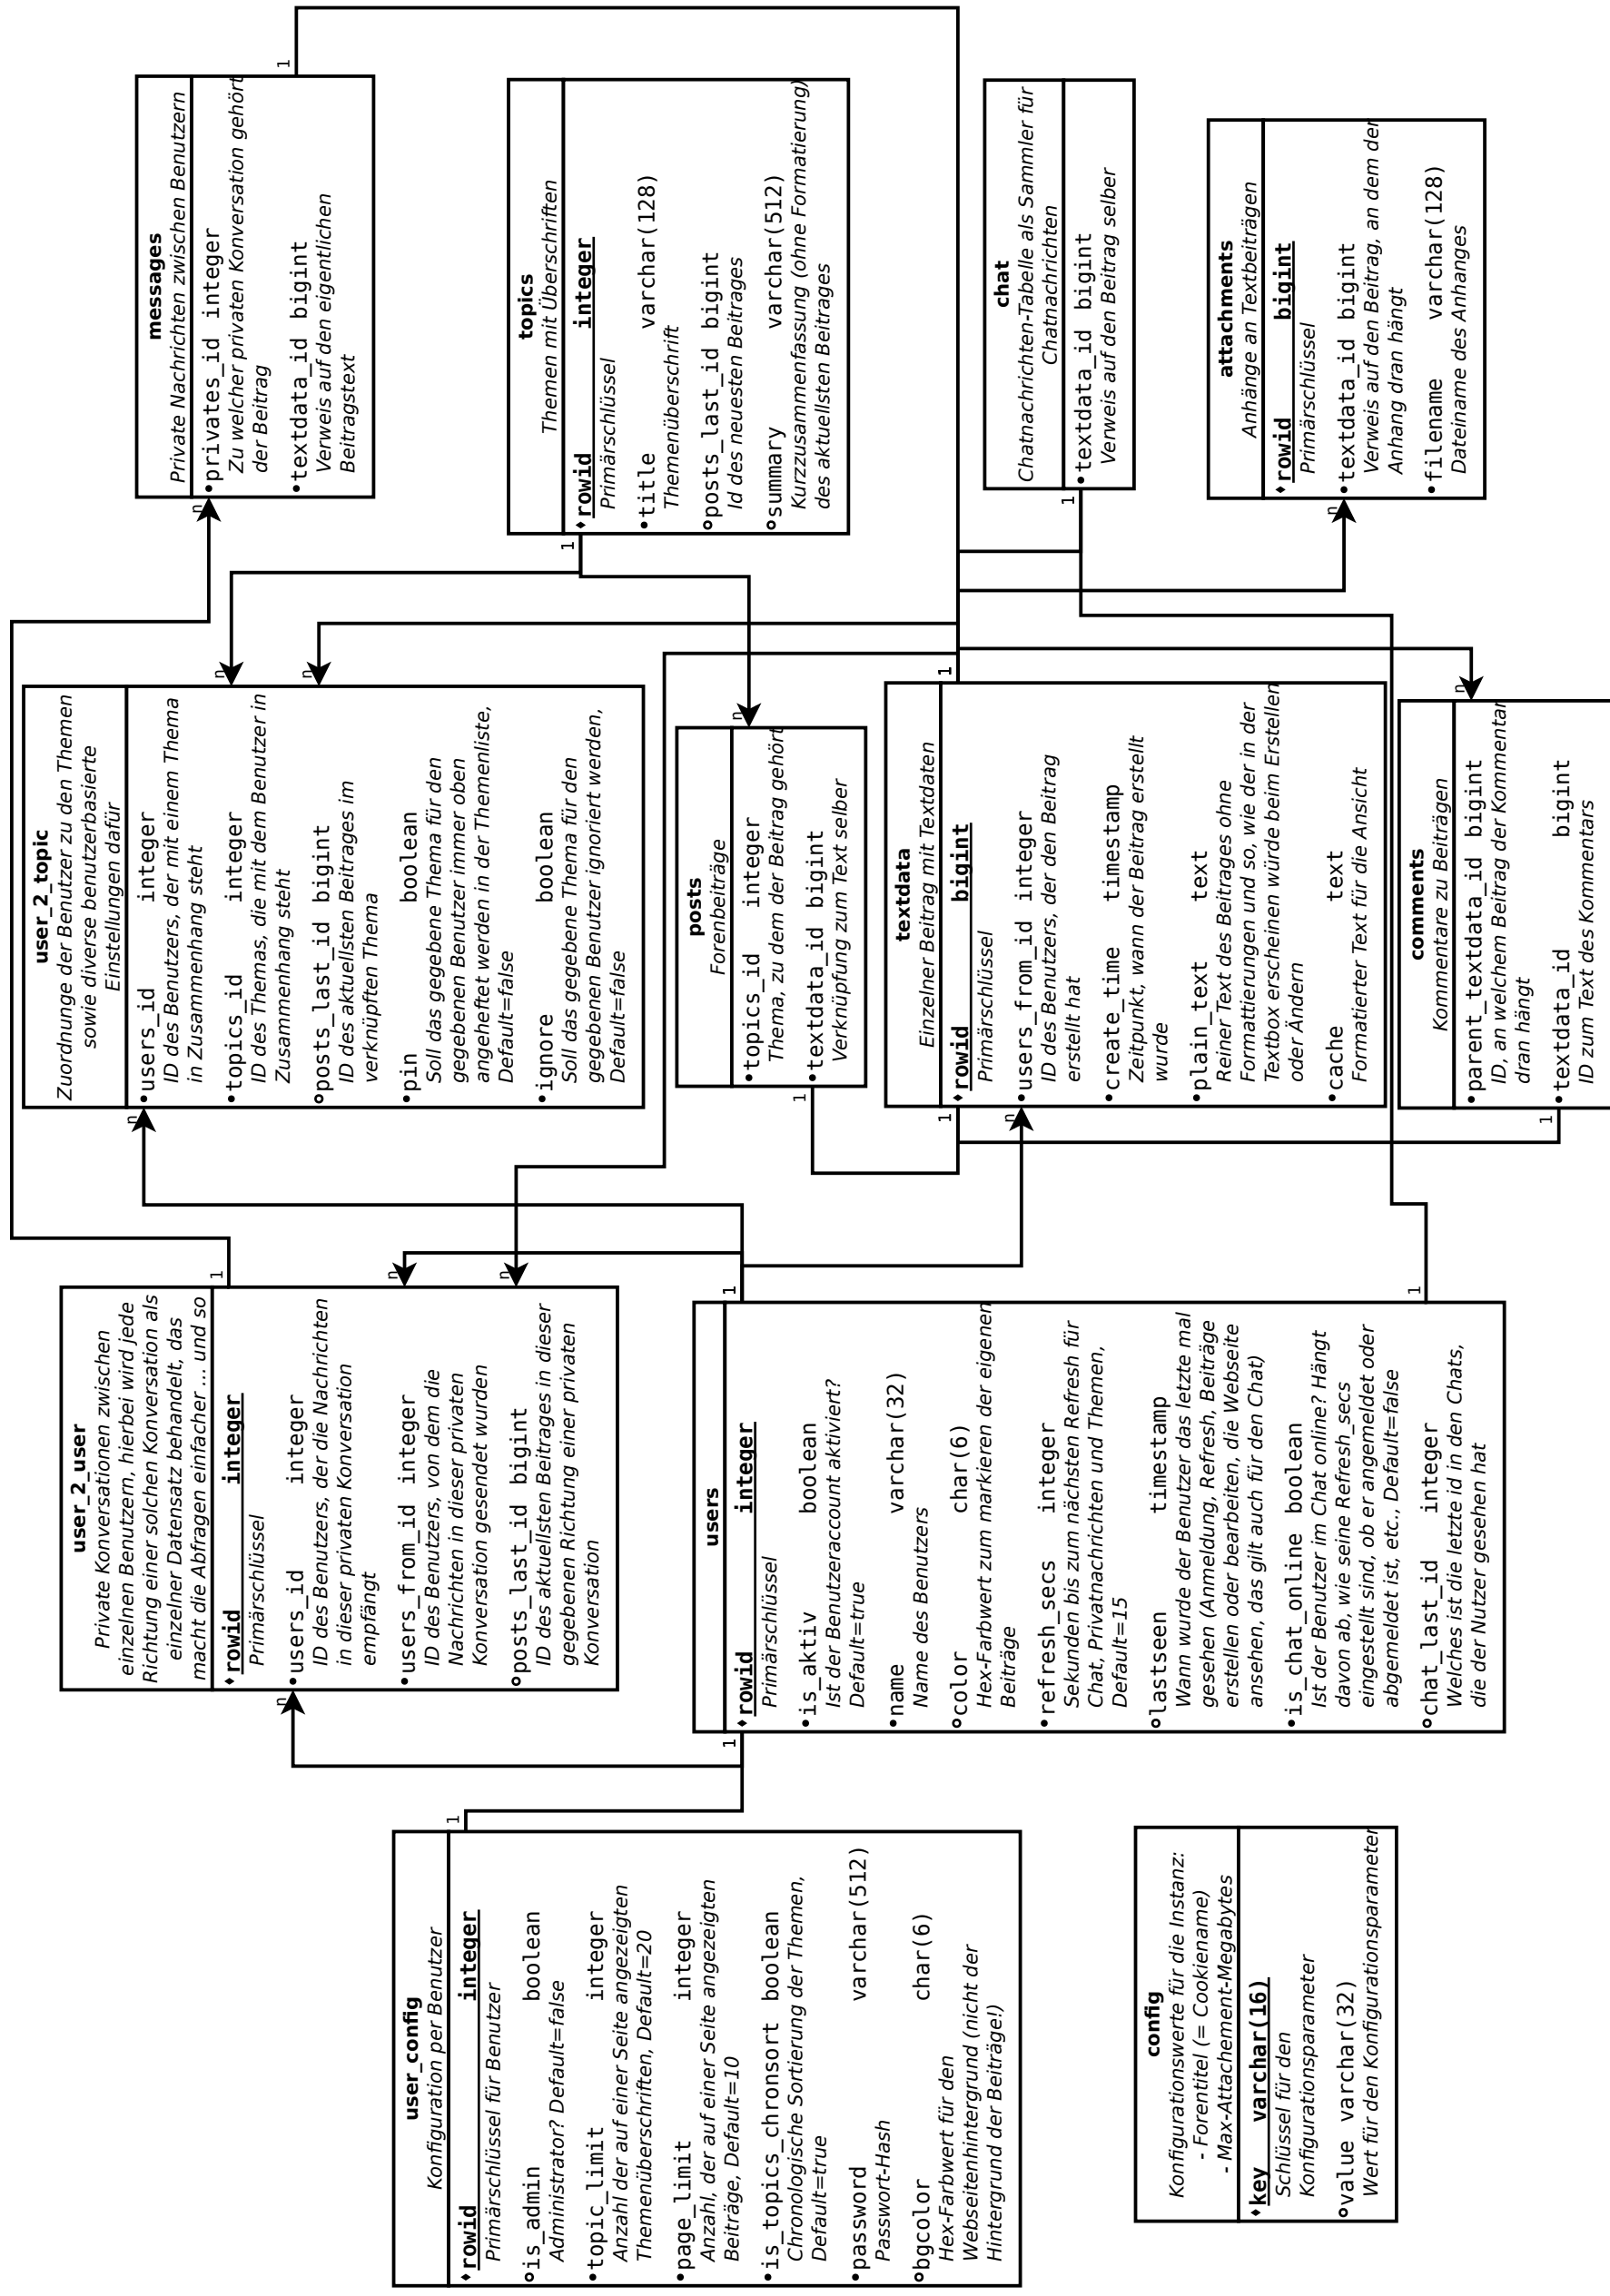 user_config
Konfiguration per Benutzer
rowid integer
Primärschlüssel für Benutzer
is_admin boolean
Administrator? Default=false
topic_limit integer
Anzahl der auf einer Seite angezeigten
Themenüberschriften, Default=20
page_limit integer
Anzahl, der auf einer Seite angezeigten
Beiträge, Default=10
is_topics_chronsort boolean
Chronologische Sortierung der Themen,
Default=true
password varchar(512)
Passwort-Hash
bgcolor char(6)
Hex-Farbwert für den
Webseitenhintergrund (nicht der
Hintergrund der Beiträge!)
1
config
Konfigurationswerte für die Instanz:
- Forentitel (= Cookiename)
- Max-Attachement-Megabytes
key varchar(16)
Schlüssel für den
Konfigurationsparameter
value varchar(32)
Wert für den Konfigurationsparameter
user_2_user
Private Konversationen zwischen
einzelnen Benutzern, hierbei wird jede
Richtung einer solchen Konversation als
einzelner Datensatz behandelt, das
macht die Abfragen einfacher ... und so
rowid integer
Primärschlüssel
users_id integer
ID des Benutzers, der die Nachrichten
in dieser privaten Konversation
empfängt
users_from_id integer
ID des Benutzers, von dem die
Nachrichten in dieser privaten
Konversation gesendet wurden
posts_last_id bigint
ID des aktuellsten Beitrages in dieser
gegebenen Richtung einer privaten
Konversation
n
1
n
n
users
rowid integer
Primärschlüssel
is_aktiv boolean
Ist der Benutzeraccount aktiviert?
Default=true
name varchar(32)
Name des Benutzers
color char(6)
Hex-Farbwert zum markieren der eigenen
Beiträge
refresh_secs integer
Sekunden bis zum nächsten Refresh für
Chat, Privatnachrichten und Themen,
Default=15
lastseen timestamp
Wann wurde der Benutzer das letzte mal
gesehen (Anmeldung, Refresh, Beiträge
erstellen oder bearbeiten, die Webseite
ansehen, das gilt auch für den Chat)
is_chat_online boolean
Ist der Benutzer im Chat online? Hängt
davon ab, wie seine Refresh_secs
eingestellt sind, ob er angemeldet oder
abgemeldet ist, etc., Default=false
chat_last_id integer
Welches ist die letzte id in den Chats,
die der Nutzer gesehen hat
1
1
1
user_2_topic
Zuordnunge der Benutzer zu den Themen
sowie diverse benutzerbasierte
Einstellungen dafür
users_id integer
ID des Benutzers, der mit einem Thema
in Zusammenhang steht
topics_id integer
ID des Themas, die mit dem Benutzer in
Zusammenhang steht
posts_last_id bigint
ID des aktuellsten Beitrages im
verknüpften Thema
pin boolean
Soll das gegebene Thema für den
gegebenen Benutzer immer oben
angeheftet werden in der Themenliste,
Default=false
ignore boolean
Soll das gegebene Thema für den
gegebenen Benutzer ignoriert werden,
Default=false
n
n
n
posts
Forenbeiträge
topics_id integer
Thema, zu dem der Beitrag gehört
textdata_id bigint
Verknüpfung zum Text selber
n
1
textdata
Einzelner Beitrag mit Textdaten
rowid bigint
Primärschlüssel
users_from_id integer
ID des Benutzers, der den Beitrag
erstellt hat
create_time timestamp
Zeitpunkt, wann der Beitrag erstellt
wurde
plain_text text
Reiner Text des Beitrages ohne
Formattierungen und so, wie der in der
Textbox erscheinen würde beim Erstellen
oder Ändern
cache text
Formatierter Text für die Ansicht
1
1
n
comments
Kommentare zu Beiträgen
parent_textdata_id bigint
ID, an welchem Beitrag der Kommentar
dran hängt
textdata_id bigint
ID zum Text des Kommentars
n
1
messages
Private Nachrichten zwischen Benutzern
privates_id integer
Zu welcher privaten Konversation gehört
der Beitrag
textdata_id bigint
Verweis auf den eigentlichen
Beitragstext
n
1
topics
Themen mit Überschriften
rowid integer
Primärschlüssel
title varchar(128)
Themenüberschrift
posts_last_id bigint
Id des neuesten Beitrages
summary varchar(512)
Kurzzusammenfassung (ohne Formatierung)
des aktuellsten Beitrages
1
chat
Chatnachrichten-Tabelle als Sammler für
Chatnachrichten
textdata_id bigint
Verweis auf den Beitrag selber
1
attachments
Anhänge an Textbeiträgen
rowid bigint
Primärschlüssel
textdata_id bigint
Verweis auf den Beitrag, an dem der
Anhang dran hängt
filename varchar(128)
Dateiname des Anhanges
n